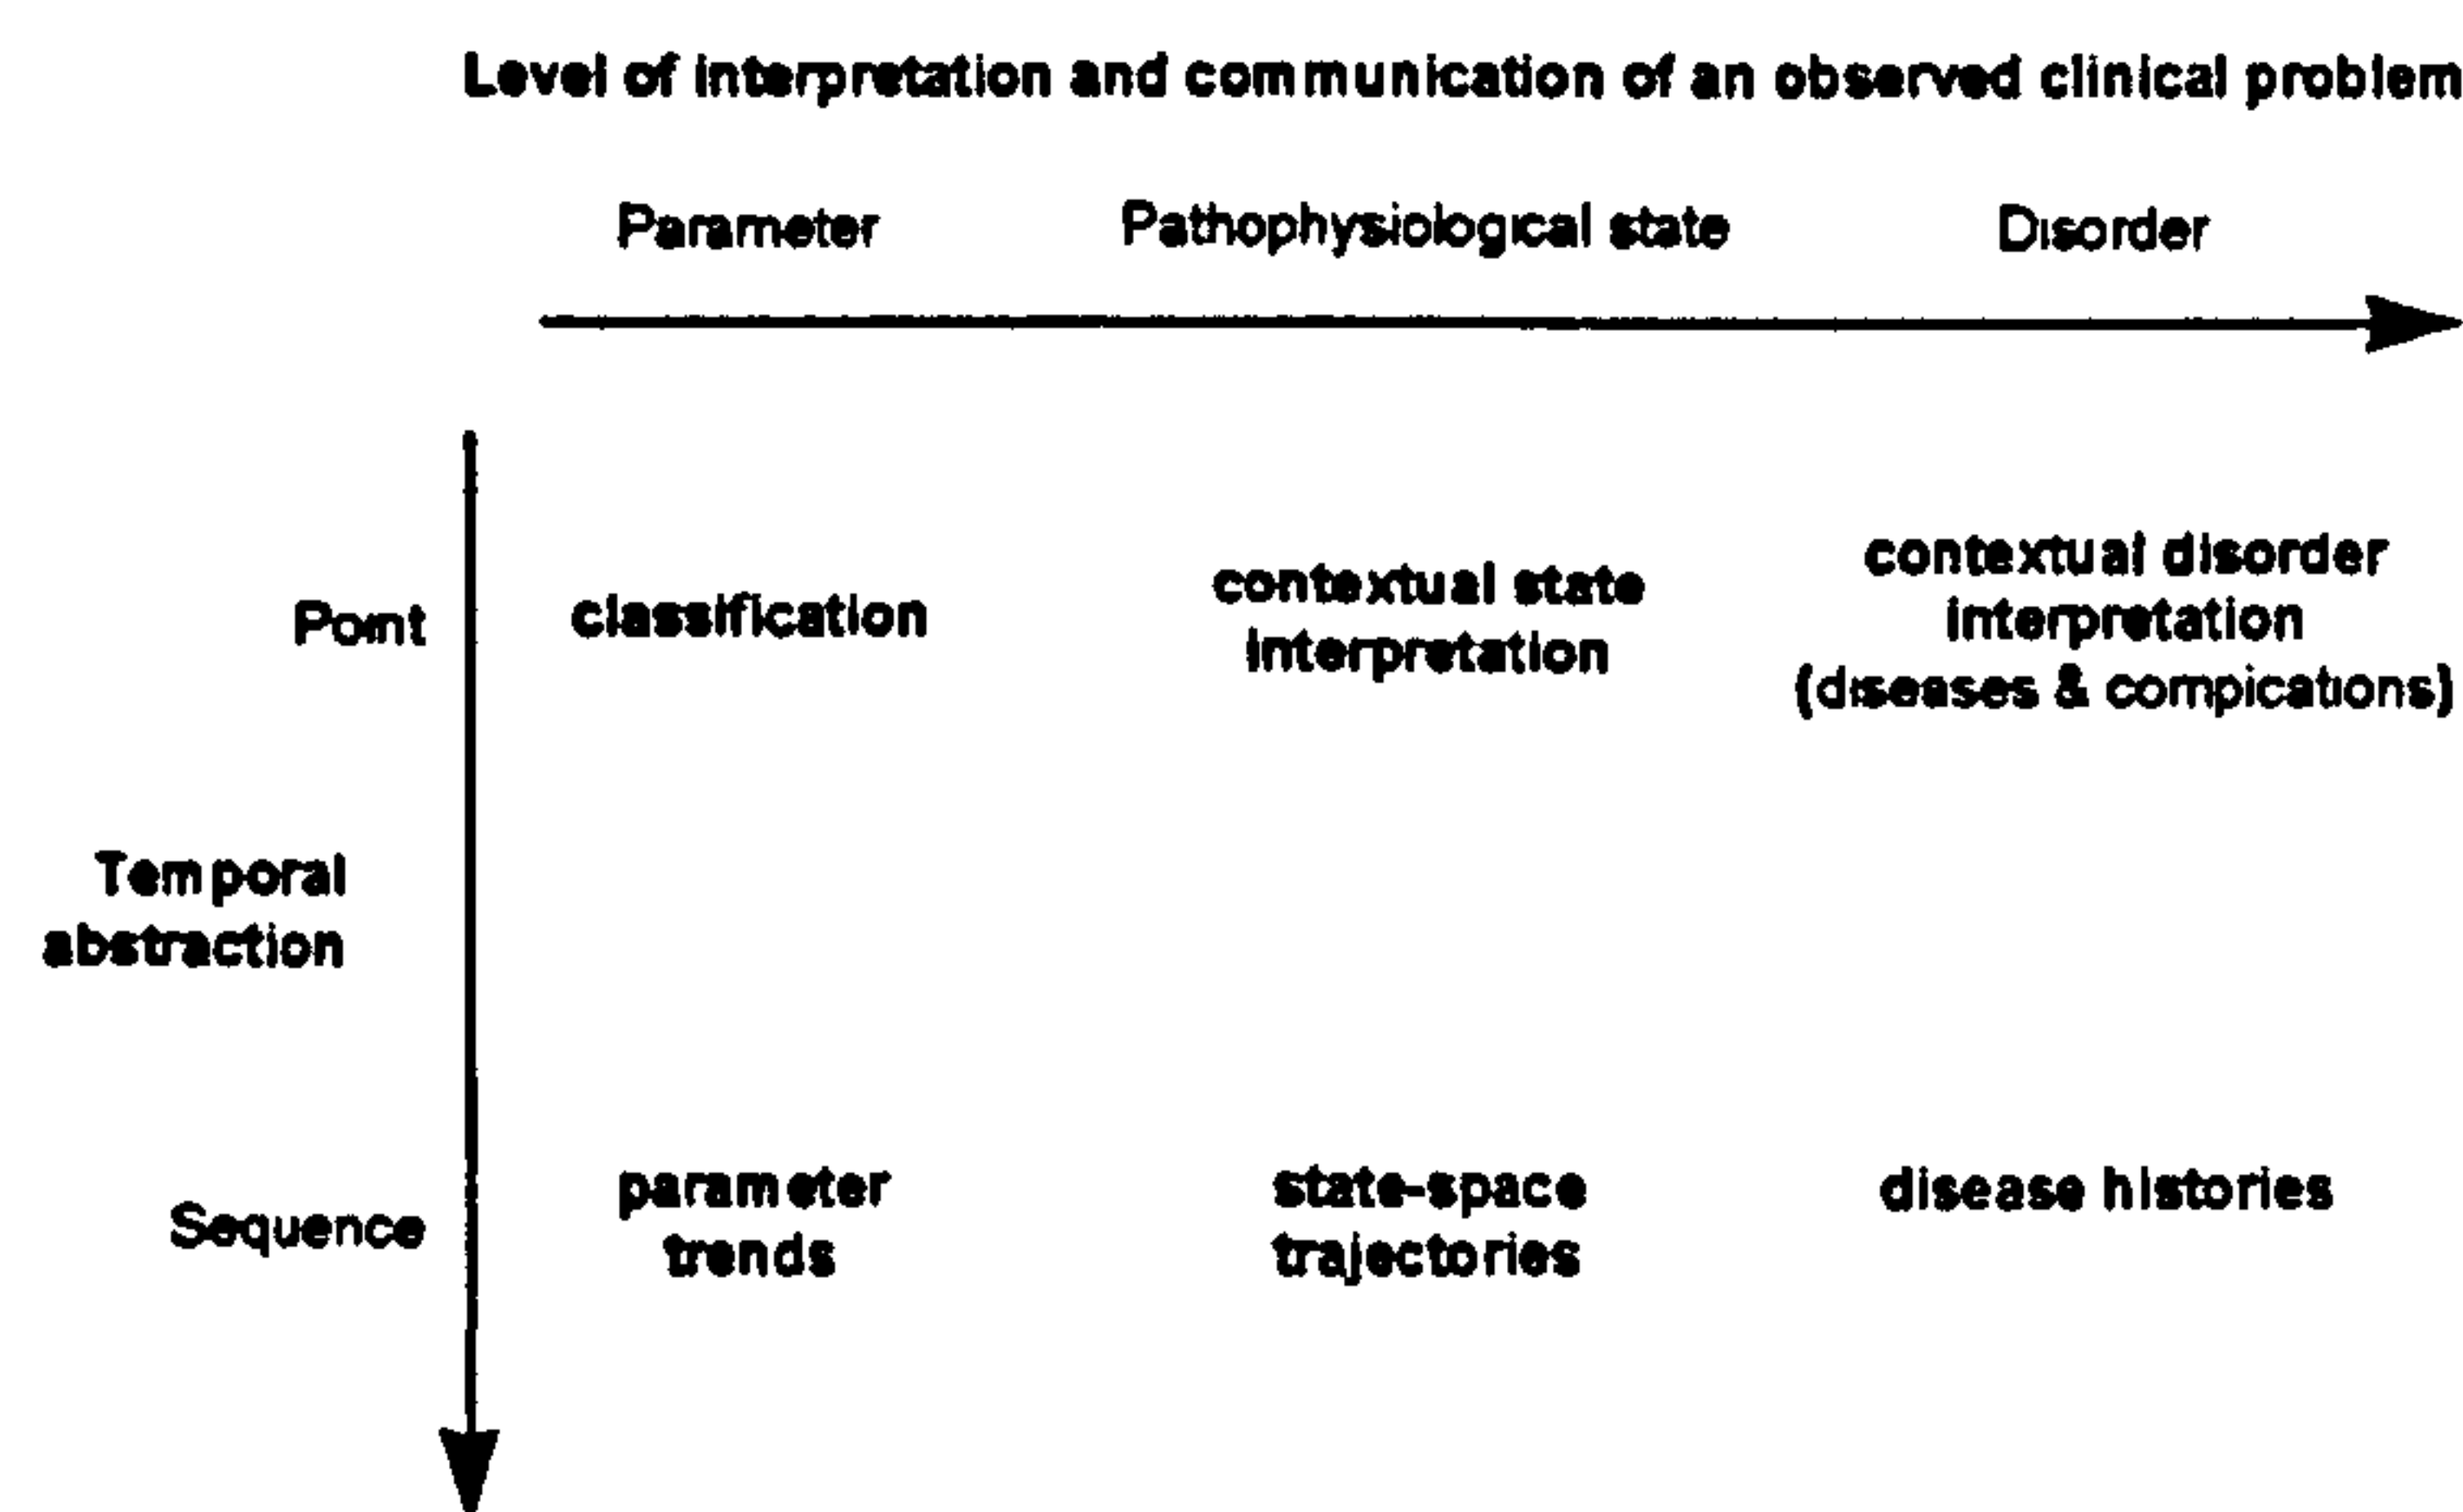 Level of interpretation and communication of an observed clinical problem
Parameter Pathophysiological state Disorder
contextual disorder
contextual state
Point classification interpretation
interpretation
(diseases & compications)
Temporal
abstraction
parameter state-space disease histories
Sequence
trends trajectories